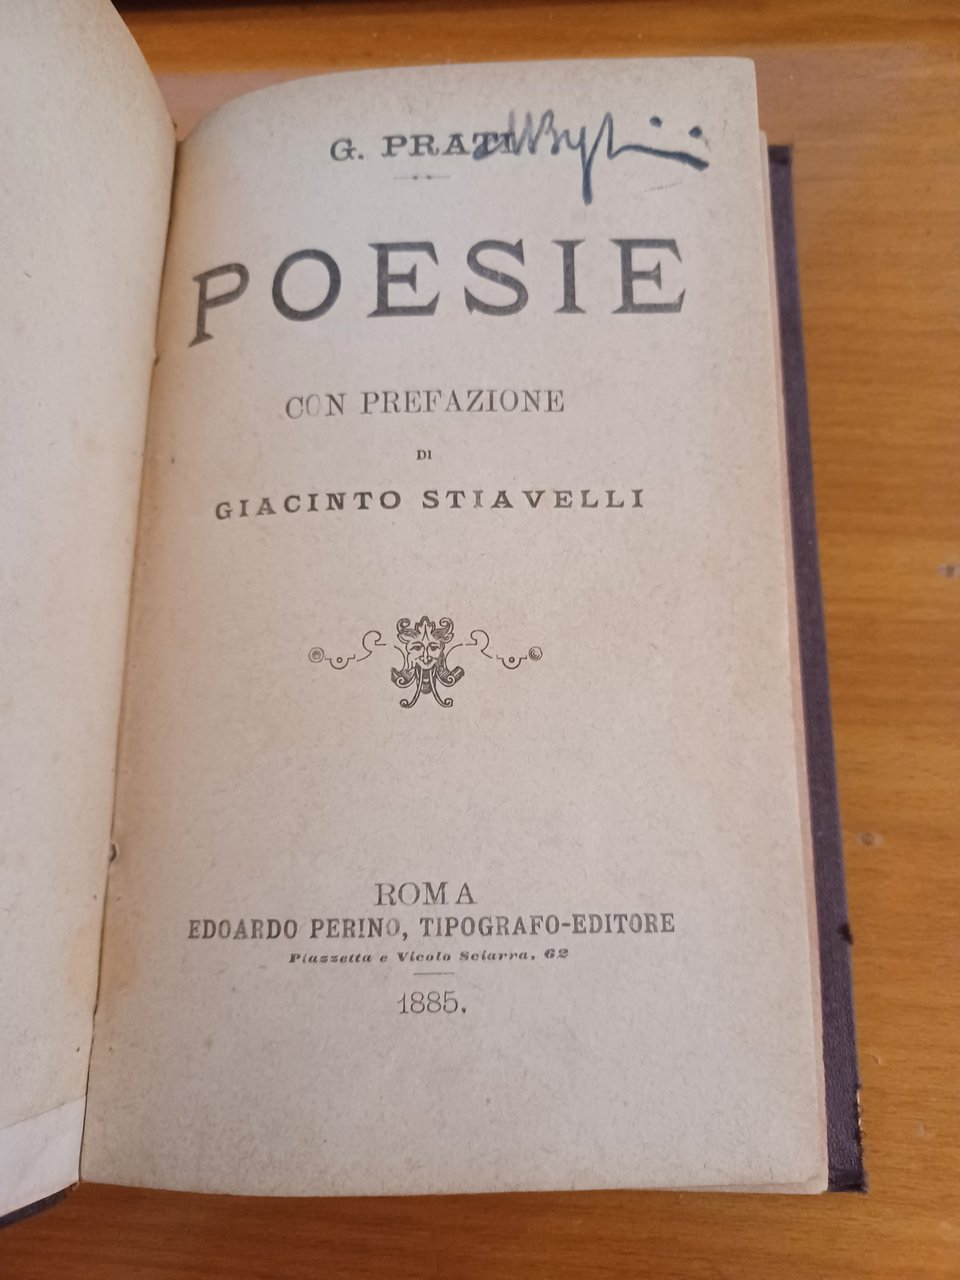 G. PRATI
POESIE
CON PREFAZIONE
DI
GIACINTO STIAVELLI
ROMA
EDOARDO PERINO, TIPOGRAFO-EDITORE
Piazzetta e Vicolo Sciarra, 62
1885.